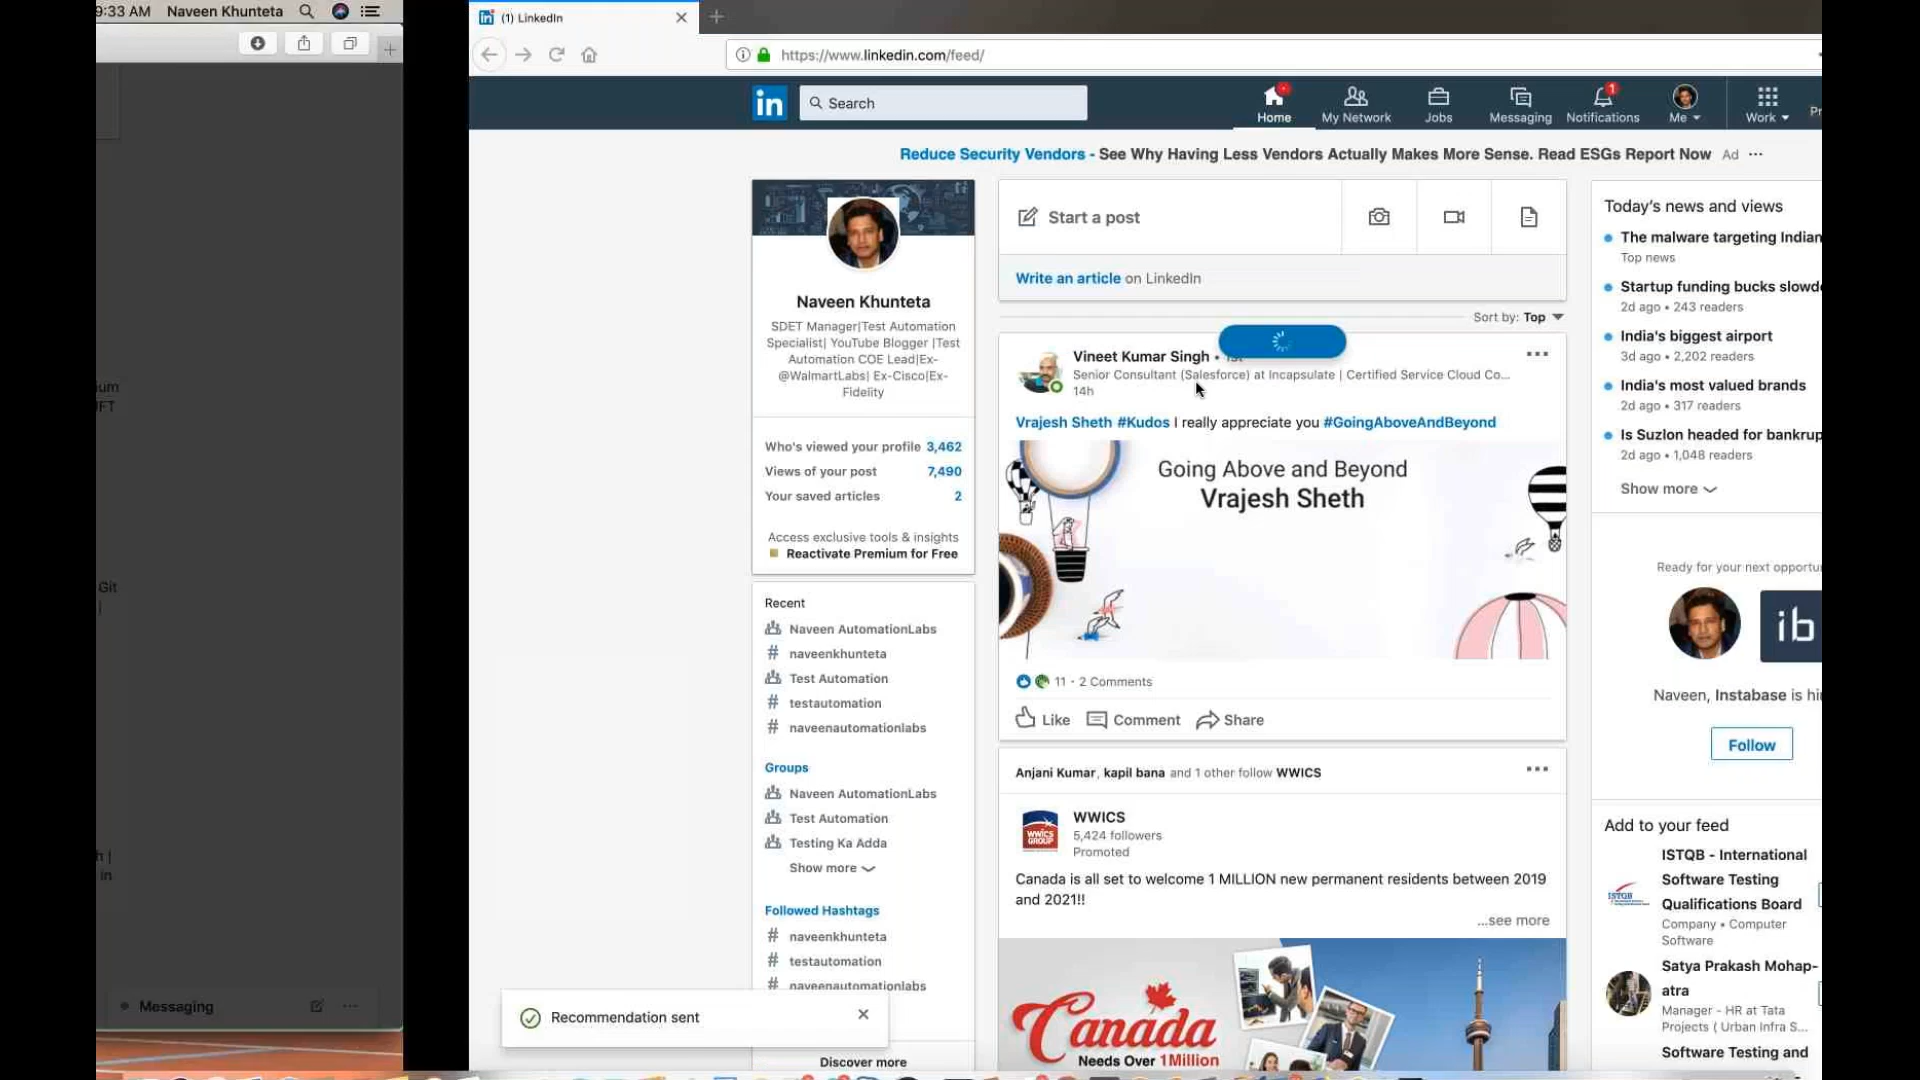 9:33 AM Naveen Khunteta
(1) LinkedIn
https://www.linkedin.com/feed/
in Search
Home My Network Jobs Messaging Notifications Me Work
1
Reduce Security Vendors - See Why Having Less Vendors Actually Makes More Sense. Read ESGs Report Now Ad
Naveen Khunteta
SDET Manager|Test Automation
Specialist| YouTube Blogger |Test
Automation COE Lead|Ex-
@WalmartLabs| Ex-Cisco|Ex-
Fidelity
Who's viewed your profile 3,462
Views of your post 7,490
Your saved articles 2
Access exclusive tools & insights
Reactivate Premium for Free
Recent
Naveen AutomationLabs
# naveenkhunteta
Test Automation
# testautomation
# naveenautomationlabs
Groups
Naveen AutomationLabs
Test Automation
Testing Ka Adda
Show more
Followed Hashtags
# naveenkhunteta
# testautomation
# naveenautomationlabs
Discover more
Recommendation sent
Messaging
Git
in
Start a post
Write an article on LinkedIn
Sort by: Top
Vineet Kumar Singh •
Senior Consultant (Salesforce) at Incapsulate | Certified Service Cloud Co...
14h
Vrajesh Sheth #Kudos I really appreciate you #GoingAboveAndBeyond
Going Above and Beyond
Vrajesh Sheth
11 · 2 Comments
Like Comment Share
Anjani Kumar, kapil bana and 1 other follow WWICS
WWICS
5,424 followers
Promoted
WWICS
GROUP
Canada is all set to welcome 1 MILLION new permanent residents between 2019
and 2021!!
...see more
Canada
Needs Over 1Million
Today's news and views
The malware targeting Indian
Top news
Startup funding bucks slowd
2d ago • 243 readers
India's biggest airport
3d ago • 2,202 readers
India's most valued brands
2d ago • 317 readers
Is Suzlon headed for bankrup
2d ago • 1,048 readers
Show more
Ready for your next opportu
ib
Naveen, Instabase is hi
Follow
Add to your feed
ISTQB
ISTQB - International
Software Testing
Qualifications Board
Company • Computer
Software
Satya Prakash Mohap-
atra
Manager - HR at Tata
Projects ( Urban Infra S...
Software Testing and